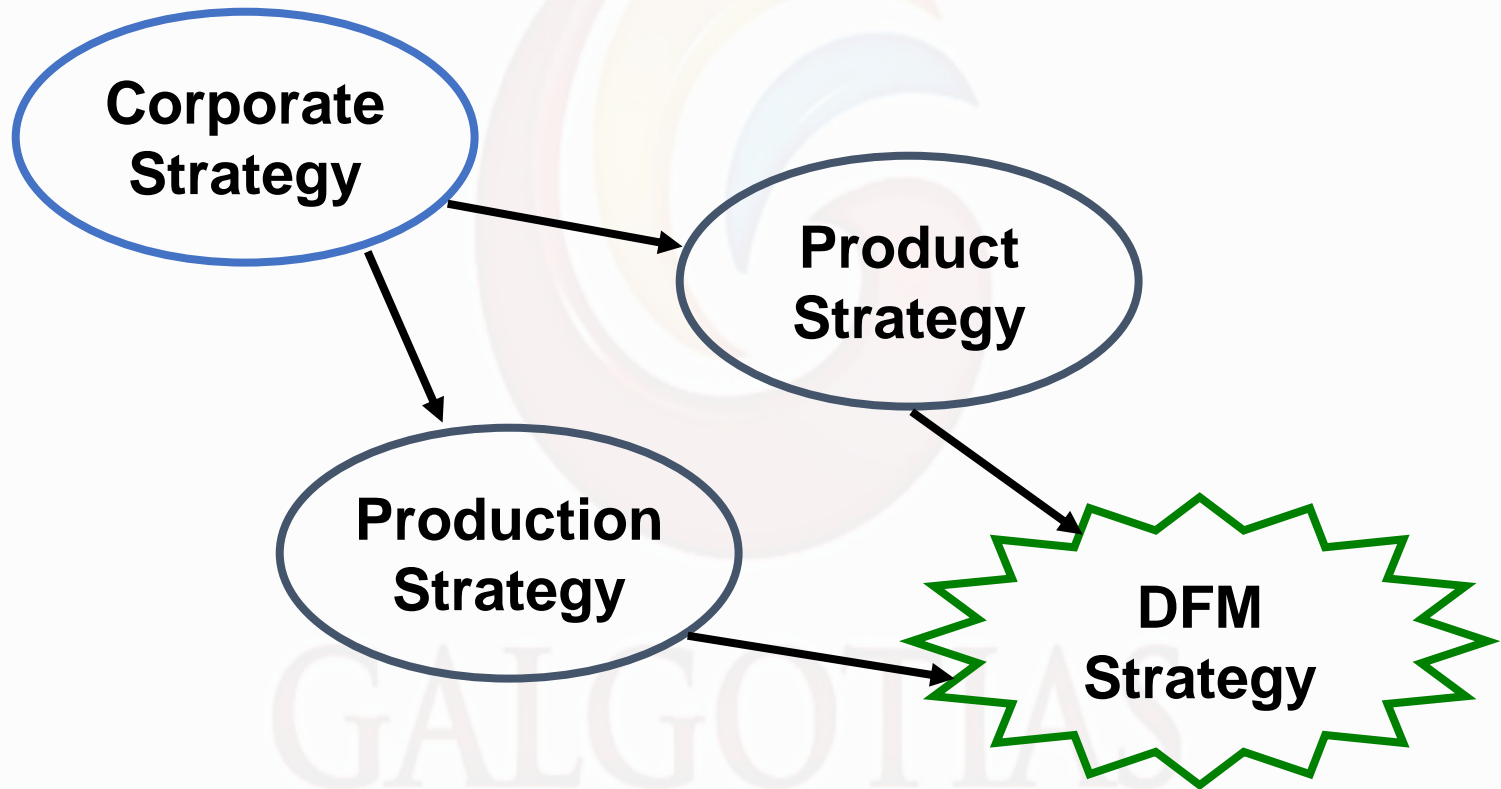 Corporate
Strategy
Product
Strategy
Production
Strategy
DFM
Strategy
GALGOTIAS